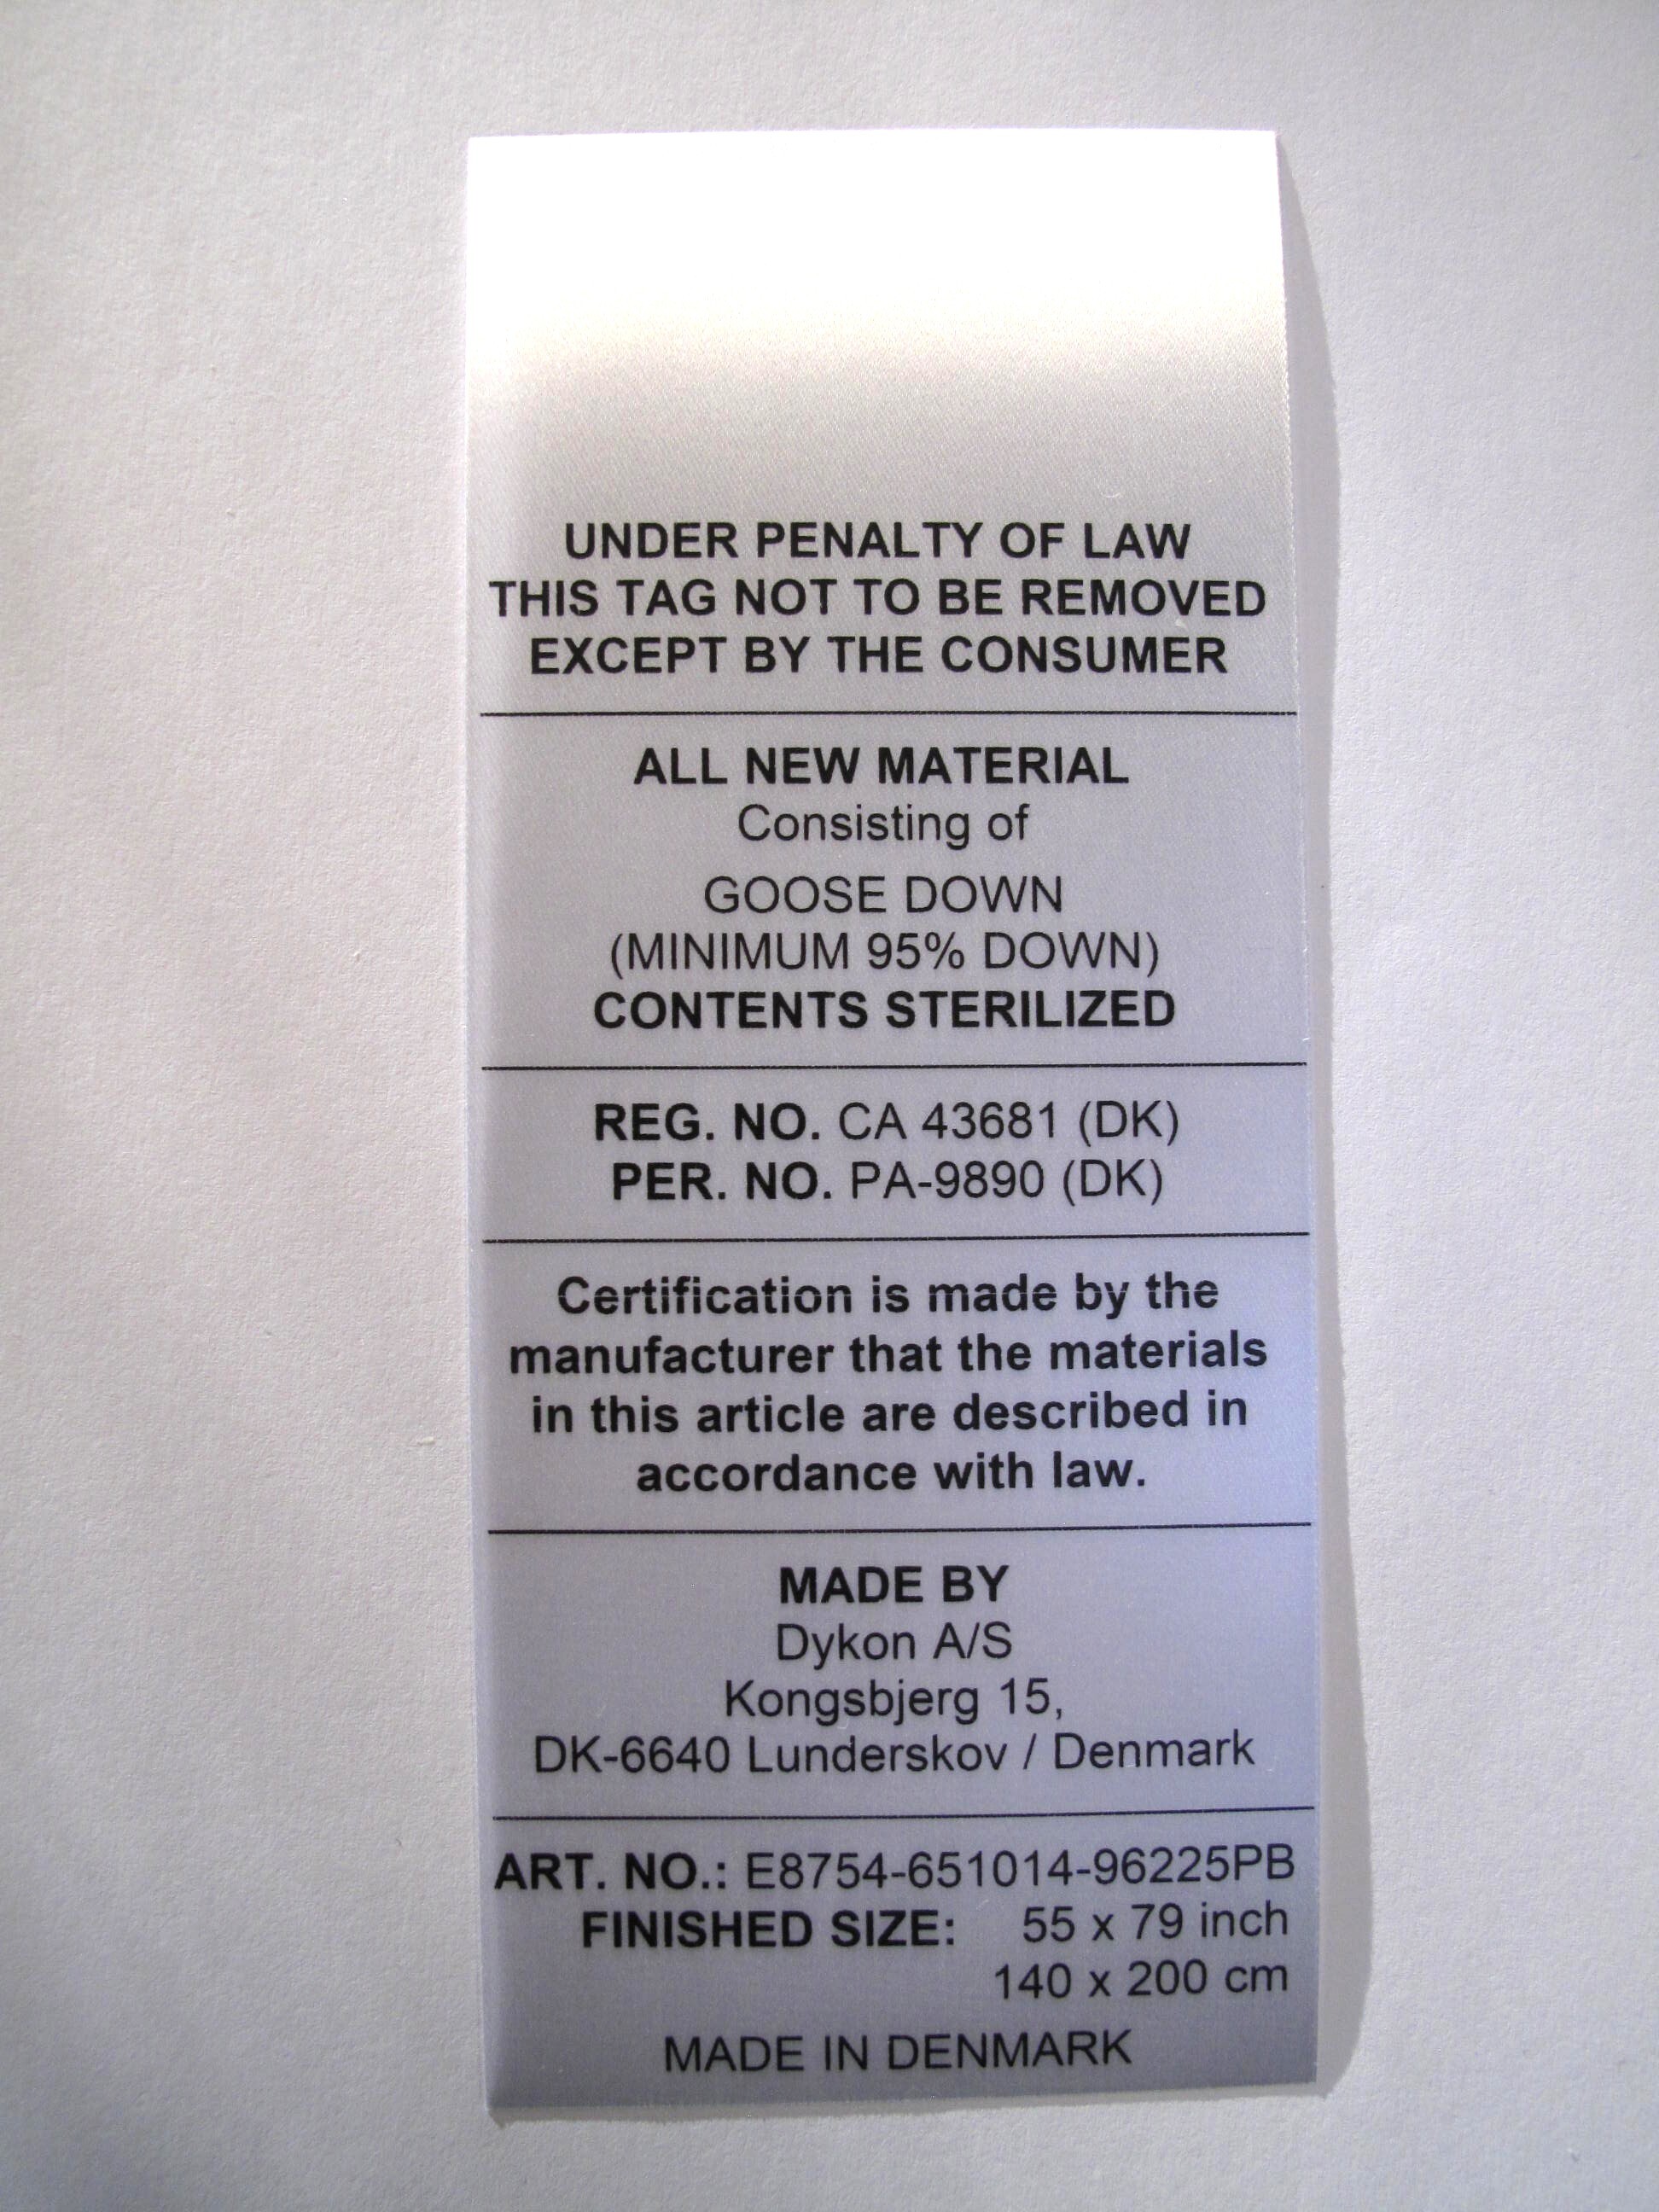 UNDER PENALTY OF LAW
THIS TAG NOT TO BE REMOVED
EXCEPT BY THE CONSUMER
ALL NEW MATERIAL
Consisting of
GOOSE DOWN
(MINIMUM 95% DOWN)
CONTENTS STERILIZED
REG. NO. CA 43681 (DK)
PER. NO. PA-9890 (DK)
Certification is made by the
manufacturer that the materials
in this article are described in
accordance with law.
MADE BY
Dykon A/S
Kongsbjerg 15,
DK-6640 Lunderskov / Denmark
ART. NO.: E8754-651014-96225PB
FINISHED SIZE: 55 x 79 inch
140 x 200 cm
MADE IN DENMARK